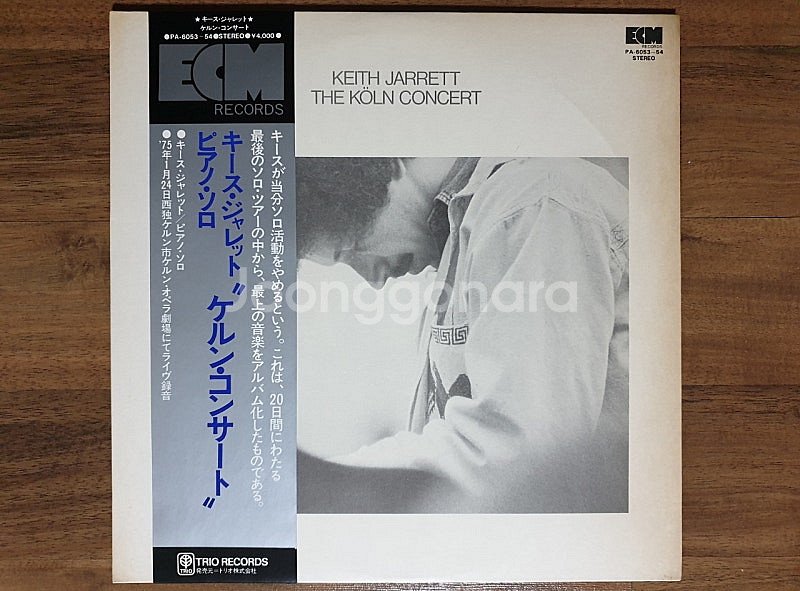 ★キース・ジャレット★
ケルン・コンサート
●PA-6053~54●STEREO●¥4,000●
ECM
RECORDS
キース・ジャレット〝ケルン・コンサート〟
ピアノ・ソロ
●キース・ジャレット/ピアノ・ソロ
●'75年1月24日西独ケルン市ケルン・オペラ劇場にてライヴ録音
キースが当分ソロ活動をやめるという。これは、20日間にわたる
最後のソロ・ツアーの中から、最上の音楽をアルバム化したものである。
TRIO
TRIO RECORDS
発売元=トリオ株式会社
KEITH JARRETT
THE KÖLN CONCERT
ECM
RECORDS
PA-6053~54
STEREO
Joonggonara